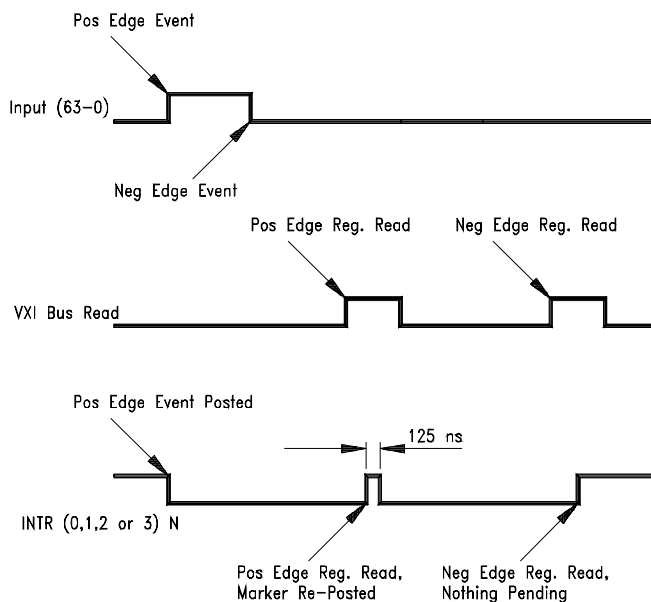 Pos Edge Event
Input (63-0)
Neg Edge Event
Pos Edge Reg. Read
Neg Edge Reg. Read
VXI Bus Read
Pos Edge Event Posted
125 ns
INTR (0,1,2 or 3) N
Pos Edge Reg. Read,
Marker Re-Posted
Neg Edge Reg. Read,
Nothing Pending